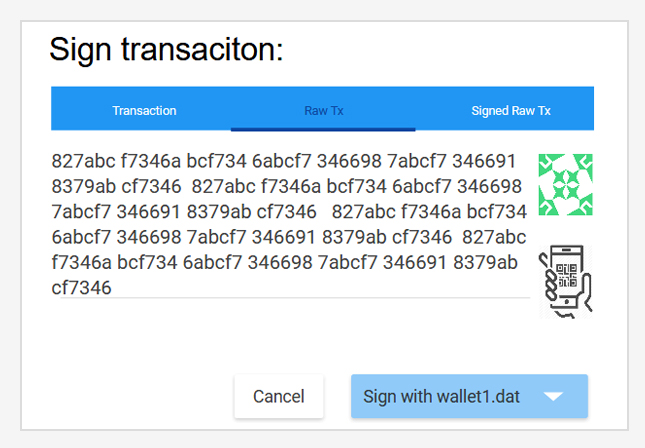 Sign transaciton:
Transaction Raw Tx Signed Raw Tx
827abc f7346a bcf734 6abcf7 346698 7abcf7 346691
8379ab cf7346  827abc f7346a bcf734 6abcf7 346698
7abcf7 346691 8379ab cf7346   827abc f7346a bcf734
6abcf7 346698 7abcf7 346691 8379ab cf7346  827abc
f7346a bcf734 6abcf7 346698 7abcf7 346691 8379ab
cf7346
Cancel Sign with wallet1.dat